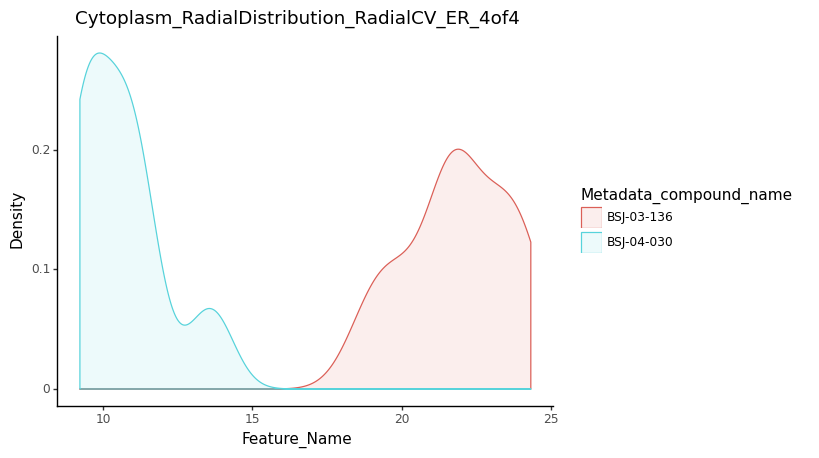 Cytoplasm_RadialDistribution_RadialCV_ER_4of4
Density
0.2
0.1
0
10
15
20
25
Feature_Name
Metadata_compound_name
BSJ-03-136
BSJ-04-030